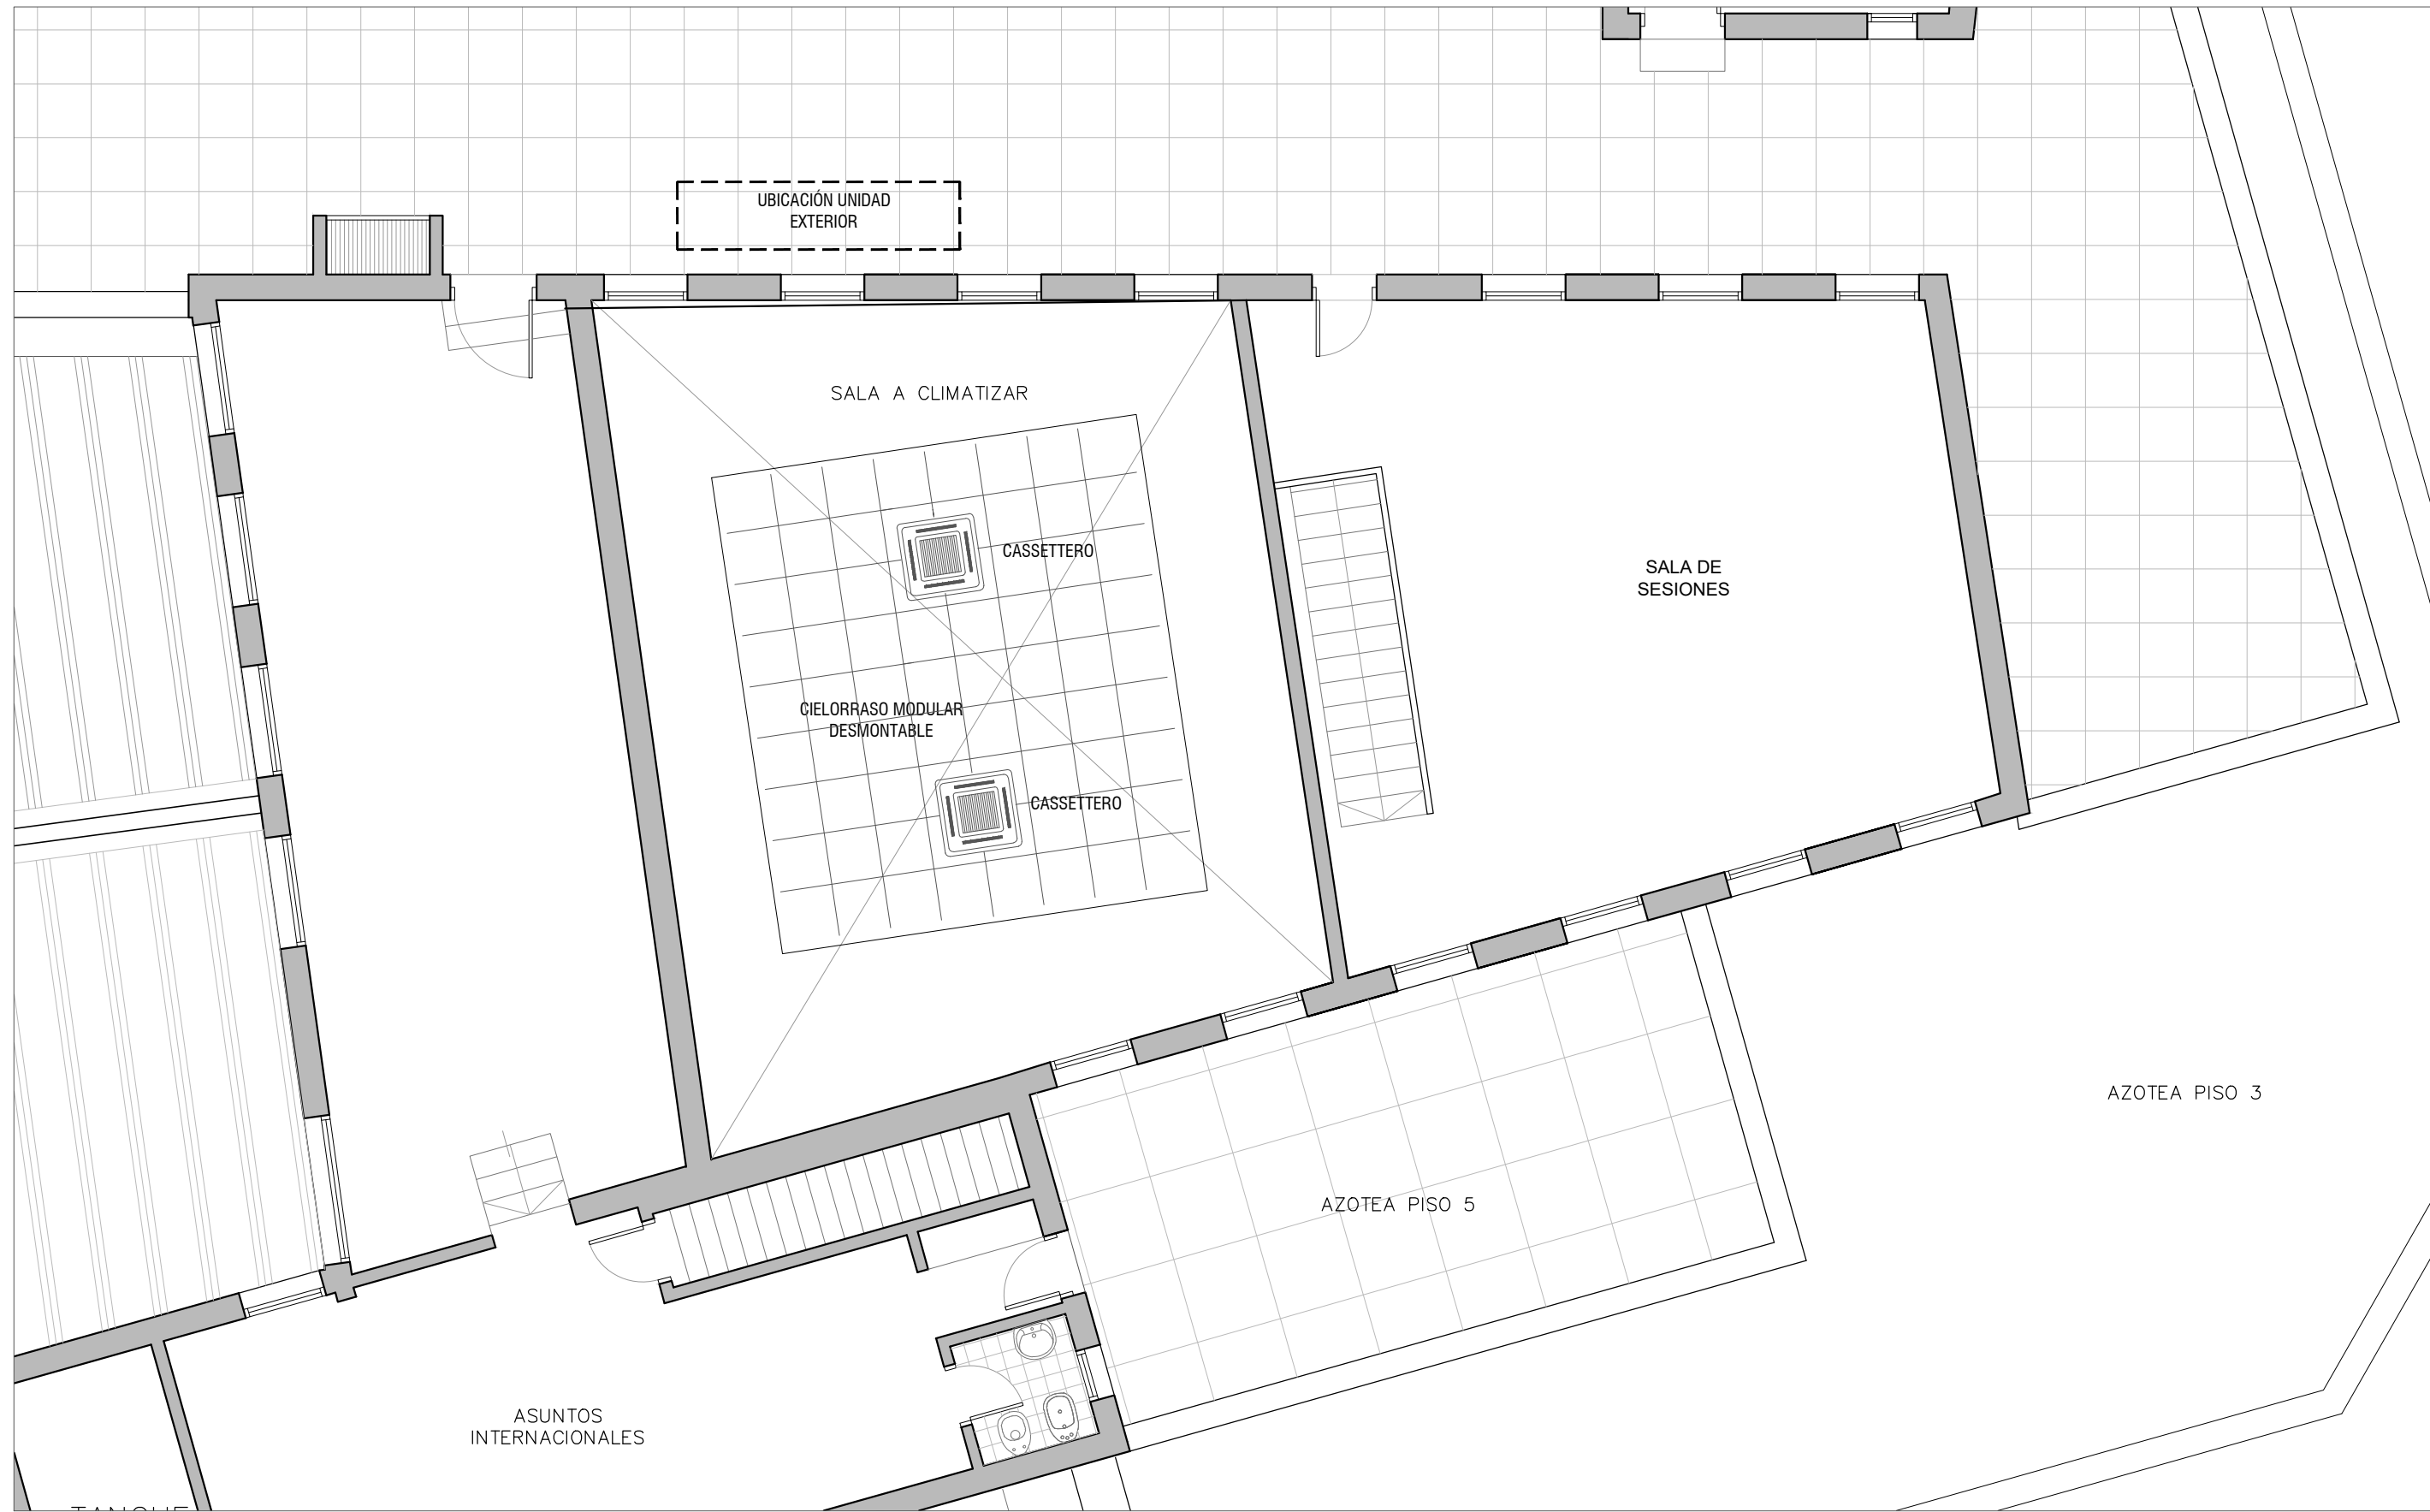 UBICACIÓN UNIDAD
EXTERIOR
SALA A CLIMATIZAR
CASSETTERO
SALA DE
SESIONES
CIELORRASO MODULAR
DESMONTABLE
CASSETTERO
AZOTEA PISO 3
AZOTEA PISO 5
ASUNTOS
INTERNACIONALES